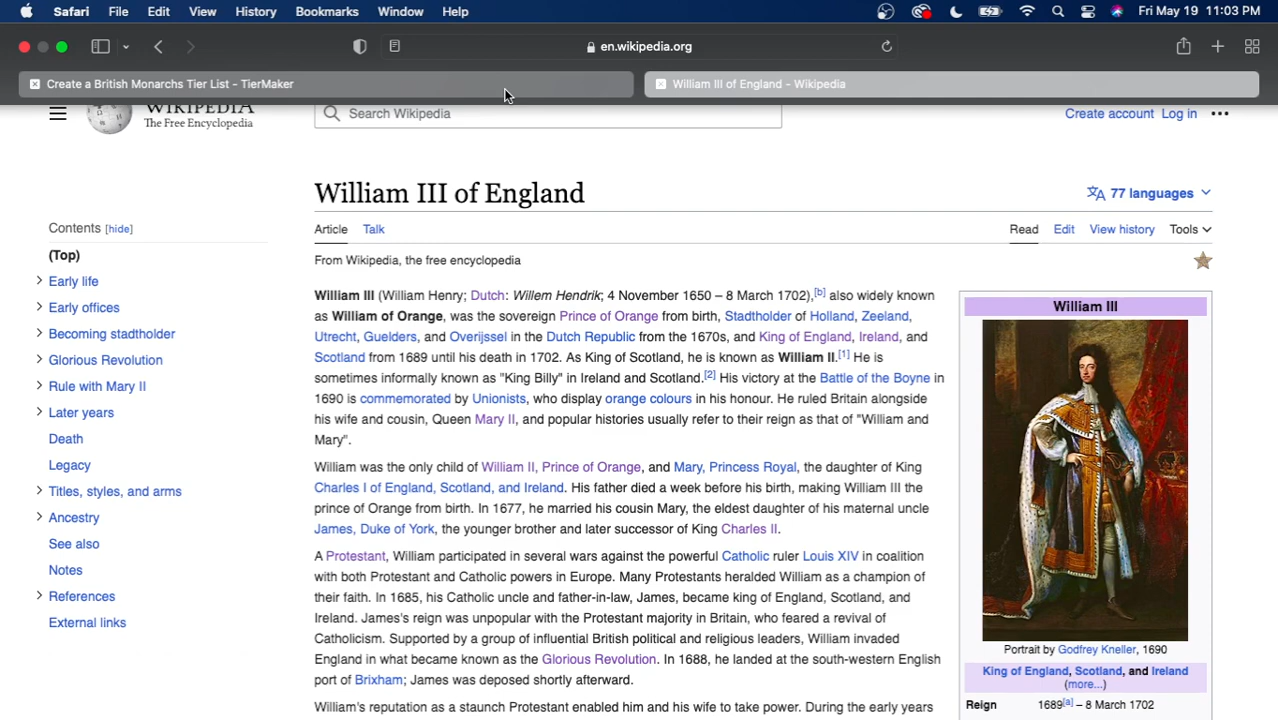 Safari File Edit View History Bookmarks Window Help Fri May 19 11:03 PM
en.wikipedia.org
Create a British Monarchs Tier List - TierMaker William III of England - Wikipedia
WIKIPEDIA
The Free Encyclopedia
Search Wikipedia
Create account Log in
William III of England
77 languages
Article Talk
Read Edit View history Tools
From Wikipedia, the free encyclopedia
Contents [hide]
(Top)
Early life
Early offices
Becoming stadtholder
Glorious Revolution
Rule with Mary II
Later years
Death
Legacy
Titles, styles, and arms
Ancestry
See also
Notes
References
External links
William III (William Henry; Dutch: Willem Hendrik; 4 November 1650 – 8 March 1702),[b] also widely known
as William of Orange, was the sovereign Prince of Orange from birth, Stadtholder of Holland, Zeeland,
Utrecht, Guelders, and Overijssel in the Dutch Republic from the 1670s, and King of England, Ireland, and
Scotland from 1689 until his death in 1702. As King of Scotland, he is known as William II.[1] He is
sometimes informally known as "King Billy" in Ireland and Scotland.[2] His victory at the Battle of the Boyne in
1690 is commemorated by Unionists, who display orange colours in his honour. He ruled Britain alongside
his wife and cousin, Queen Mary II, and popular histories usually refer to their reign as that of "William and
Mary".
William was the only child of William II, Prince of Orange, and Mary, Princess Royal, the daughter of King
Charles I of England, Scotland, and Ireland. His father died a week before his birth, making William III the
prince of Orange from birth. In 1677, he married his cousin Mary, the eldest daughter of his maternal uncle
James, Duke of York, the younger brother and later successor of King Charles II.
A Protestant, William participated in several wars against the powerful Catholic ruler Louis XIV in coalition
with both Protestant and Catholic powers in Europe. Many Protestants heralded William as a champion of
their faith. In 1685, his Catholic uncle and father-in-law, James, became king of England, Scotland, and
Ireland. James's reign was unpopular with the Protestant majority in Britain, who feared a revival of
Catholicism. Supported by a group of influential British political and religious leaders, William invaded
England in what became known as the Glorious Revolution. In 1688, he landed at the south-western English
port of Brixham; James was deposed shortly afterward.
William's reputation as a staunch Protestant enabled him and his wife to take power. During the early years
William III
Portrait by Godfrey Kneller, 1690
King of England, Scotland, and Ireland
(more...)
Reign 1689[a] – 8 March 1702